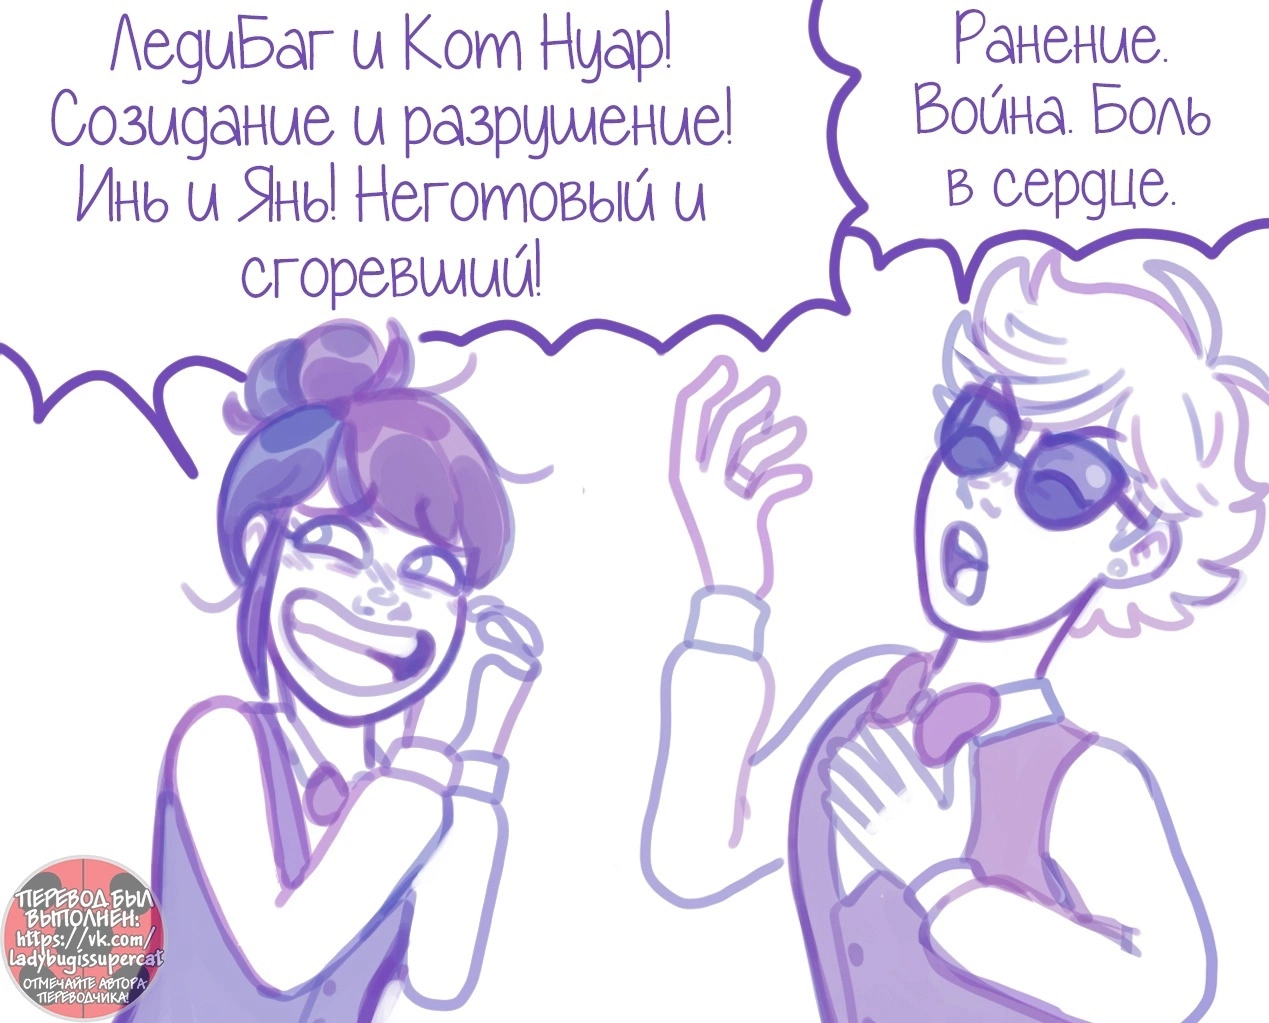 ЛедиБаг и Кот Нуар!
Созидание и разрушение!
Инь и Янь! Неготовый и
сгоревший!
Ранение.
Война. Боль
в сердце.
ПЕРЕВОД БЫЛ
ВЫПОЛНЕН:
https://vk.com/
ladybugissupercat
ОТМЕЧАЙТЕ АВТОРА
ПЕРЕВОДЧИКА!